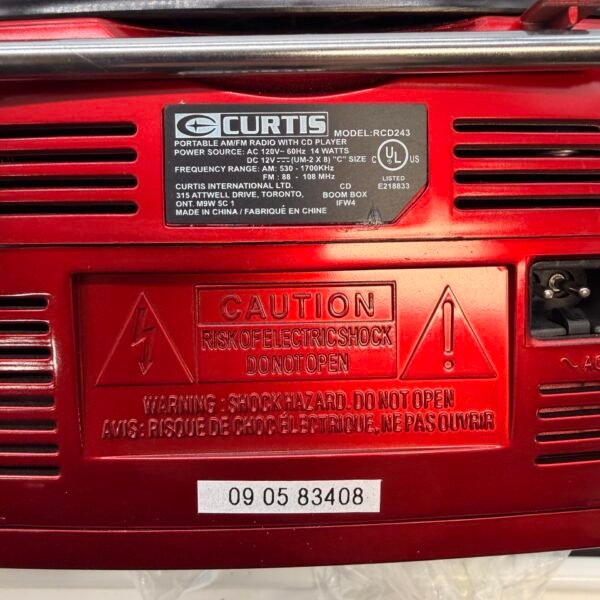 CURTIS
MODEL:RCD243
PORTABLE AM/FM RADIO WITH CD PLAYER
POWER SOURCE: AC 120V~ 60Hz 14 WATTS
DC 12V⎓(UM-2 X 8) "C" SIZE
FREQUENCY RANGE: AM: 530 - 1700KHz
FM : 88 - 108 MHz
C UL US
LISTED
E218833
CURTIS INTERNATIONAL LTD.
315 ATTWELL DRIVE, TORONTO,
ONT. M9W 5C 1
MADE IN CHINA / FABRIQUÉ EN CHINE
CD
BOOM BOX
IFW4
CAUTION
RISK OF ELECTRIC SHOCK
DO NOT OPEN
WARNING : SHOCK HAZARD. DO NOT OPEN
AVIS : RISQUE DE CHOC ÉLECTRIQUE, NE PAS OUVRIR
09 05 83408